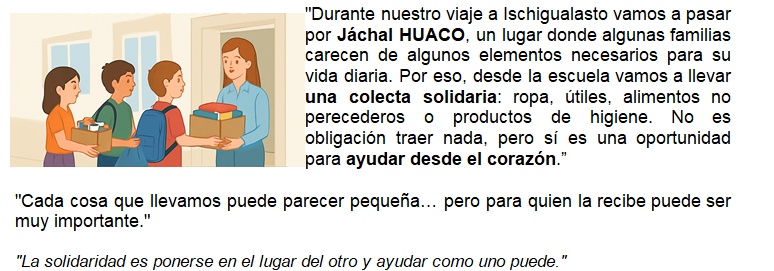 "Durante nuestro viaje a Ischigualasto vamos a pasar
por Jáchal HUACO, un lugar donde algunas familias
carecen de algunos elementos necesarios para su
vida diaria. Por eso, desde la escuela vamos a llevar
una colecta solidaria: ropa, útiles, alimentos no
perecederos o productos de higiene. No es
obligación traer nada, pero sí es una oportunidad
para ayudar desde el corazón.”
"Cada cosa que llevamos puede parecer pequeña… pero para quien la recibe puede ser
muy importante."
"La solidaridad es ponerse en el lugar del otro y ayudar como uno puede."